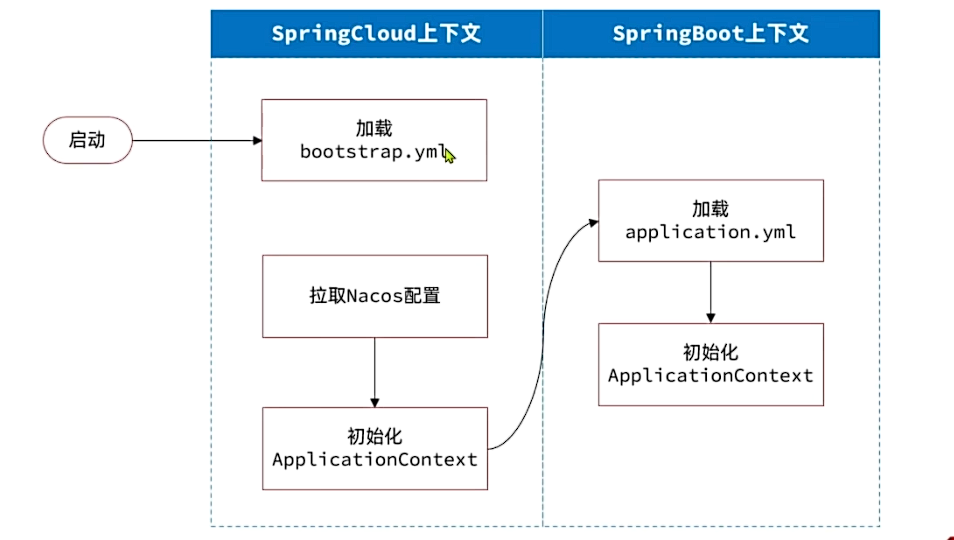 SpringCloud上下文
SpringBoot上下文
启动
加载
bootstrap.yml
拉取Nacos配置
初始化
ApplicationContext
加载
application.yml
初始化
ApplicationContext